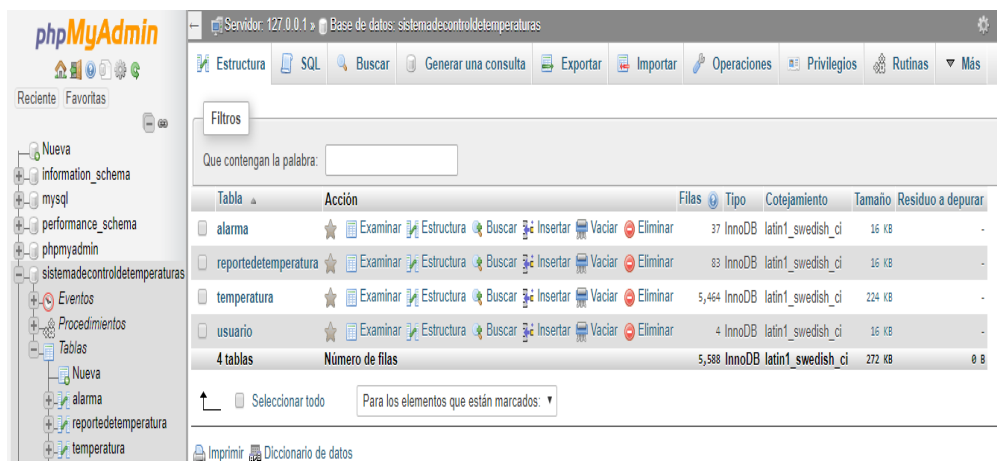 phpMyAdmin
Reciente Favoritas
Nueva
information_schema
mysql
performance_schema
phpmyadmin
sistemadecontroldetemperaturas
Eventos
Procedimientos
Tablas
Nueva
alarma
reportedetemperatura
temperatura
Servidor: 127.0.0.1 » Base de datos: sistemadecontroldetemperaturas
Estructura SQL Buscar Generar una consulta Exportar Importar Operaciones Privilegios Rutinas Más
Filtros
Que contengan la palabra:
Tabla Acción Filas Tipo Cotejamiento Tamaño Residuo a depurar
alarma Examinar Estructura Buscar Insertar Vaciar Eliminar 37 InnoDB latin1_swedish_ci 16 KB -
reportedetemperatura Examinar Estructura Buscar Insertar Vaciar Eliminar 83 InnoDB latin1_swedish_ci 16 KB -
temperatura Examinar Estructura Buscar Insertar Vaciar Eliminar 5,464 InnoDB latin1_swedish_ci 224 KB -
usuario Examinar Estructura Buscar Insertar Vaciar Eliminar 4 InnoDB latin1_swedish_ci 16 KB -
4 tablas Número de filas 5,588 InnoDB latin1_swedish_ci 272 KB 0 B
Seleccionar todo Para los elementos que están marcados:
Imprimir Diccionario de datos